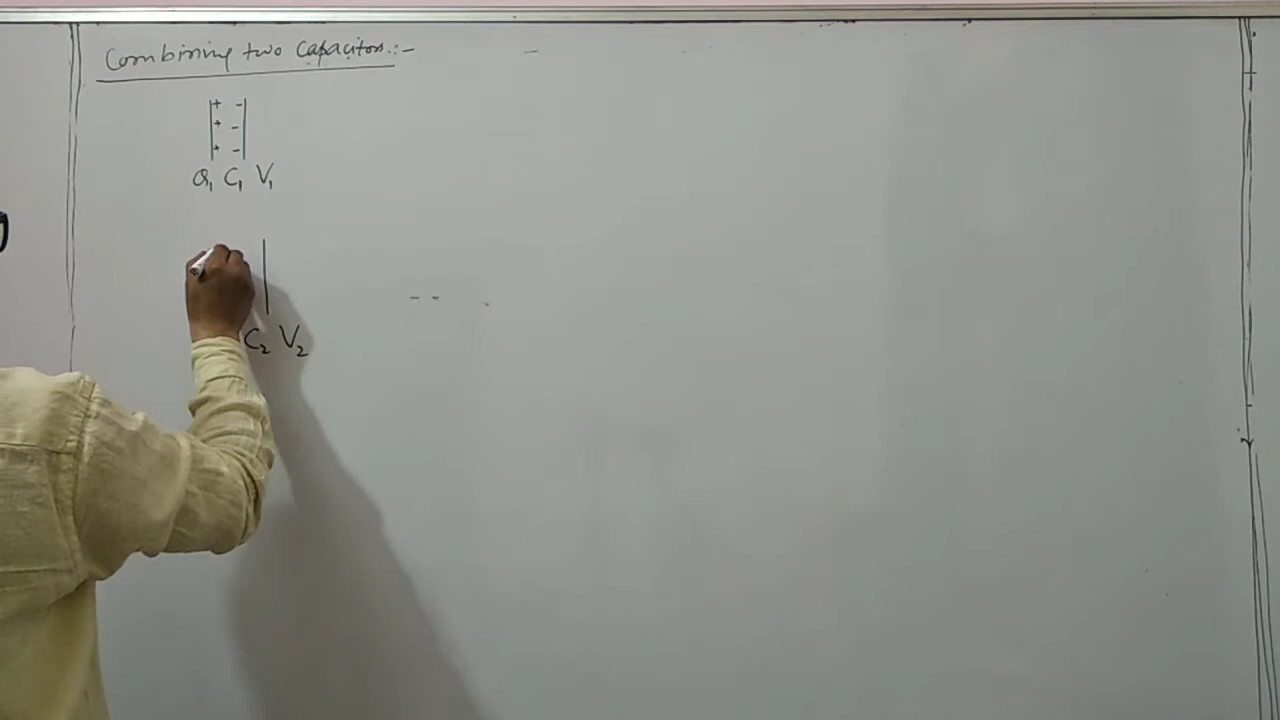 Combining two Capacitors :-
+ -
+ -
+ -
Q₁ C₁ V₁
C₂ V₂